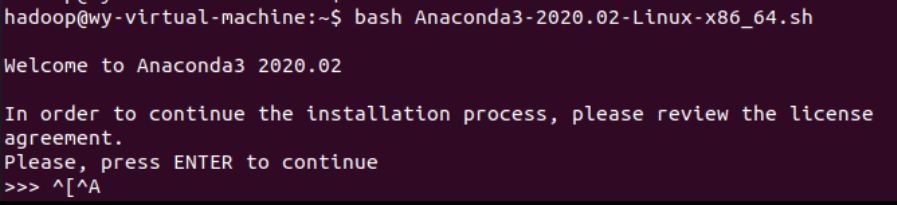 hadoop@wy-virtual-machine:~$ bash Anaconda3-2020.02-Linux-x86_64.sh
Welcome to Anaconda3 2020.02
In order to continue the installation process, please review the license
agreement.
Please, press ENTER to continue
>>> ^[^A